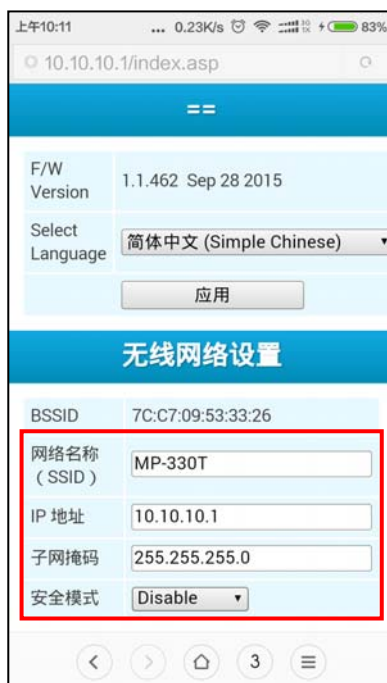 上午10:11 ... 0.23K/s 83%
10.10.10.1/index.asp
==
F/W Version 1.1.462 Sep 28 2015
Select Language 简体中文 (Simple Chinese)
应用
无线网络设置
BSSID 7C:C7:09:53:33:26
网络名称
(SSID) MP-330T
IP 地址 10.10.10.1
子网掩码 255.255.255.0
安全模式 Disable
3